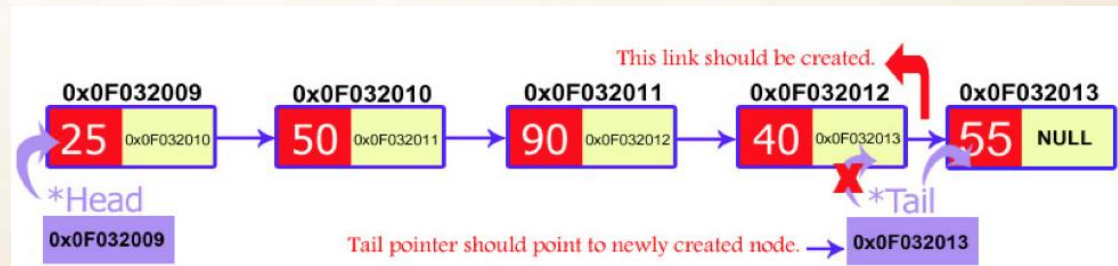 This link should be created.
0x0F032009 0x0F032010 0x0F032011 0x0F032012 0x0F032013
25 0x0F032010 50 0x0F032011 90 0x0F032012 40 0x0F032013 55 NULL
X
*Head *Tail
0x0F032009 Tail pointer should point to newly created node. 0x0F032013